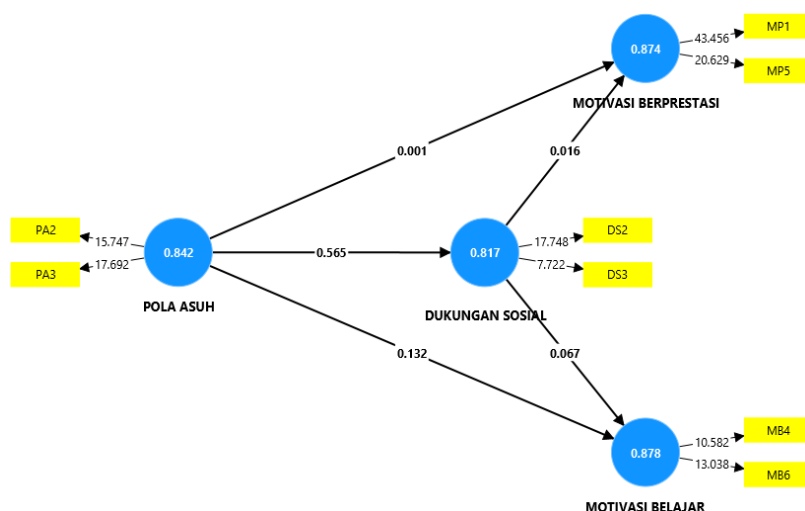 43.456
MP1
0.874
20.629
MP5
MOTIVASI BERPRESTASI
0.001
0.016
PA2
15.747
17.748
DS2
0.842
0.565
0.817
PA3
17.692
7.722
DS3
POLA ASUH
DUKUNGAN SOSIAL
0.132
0.067
10.582
MB4
0.878
13.038
MB6
MOTIVASI BELAJAR